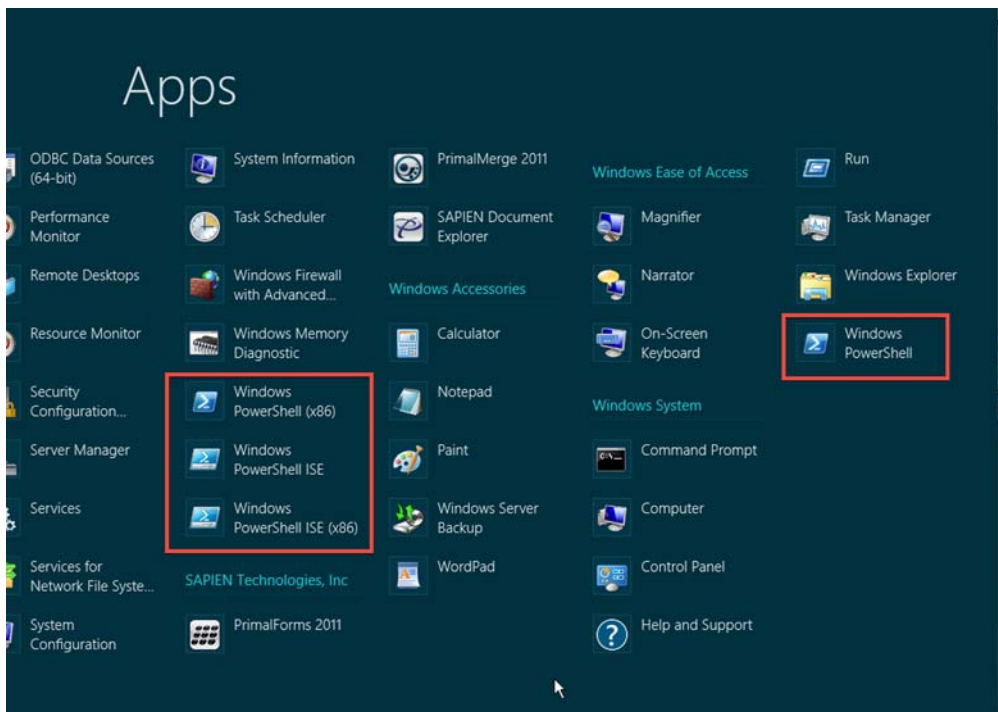 Apps
ODBC Data Sources
(64-bit)
Performance
Monitor
Remote Desktops
Resource Monitor
Security
Configuration...
Server Manager
Services
Services for
Network File Syste...
System
Configuration
System Information
Task Scheduler
Windows Firewall
with Advanced...
Windows Memory
Diagnostic
Windows
PowerShell (x86)
Windows
PowerShell ISE
Windows
PowerShell ISE (x86)
SAPIEN Technologies, Inc
PrimalForms 2011
PrimalMerge 2011
SAPIEN Document
Explorer
Windows Accessories
Calculator
Notepad
Paint
Windows Server
Backup
WordPad
Windows Ease of Access
Magnifier
Narrator
On-Screen
Keyboard
Windows System
Command Prompt
Computer
Control Panel
Help and Support
Run
Task Manager
Windows Explorer
Windows
PowerShell